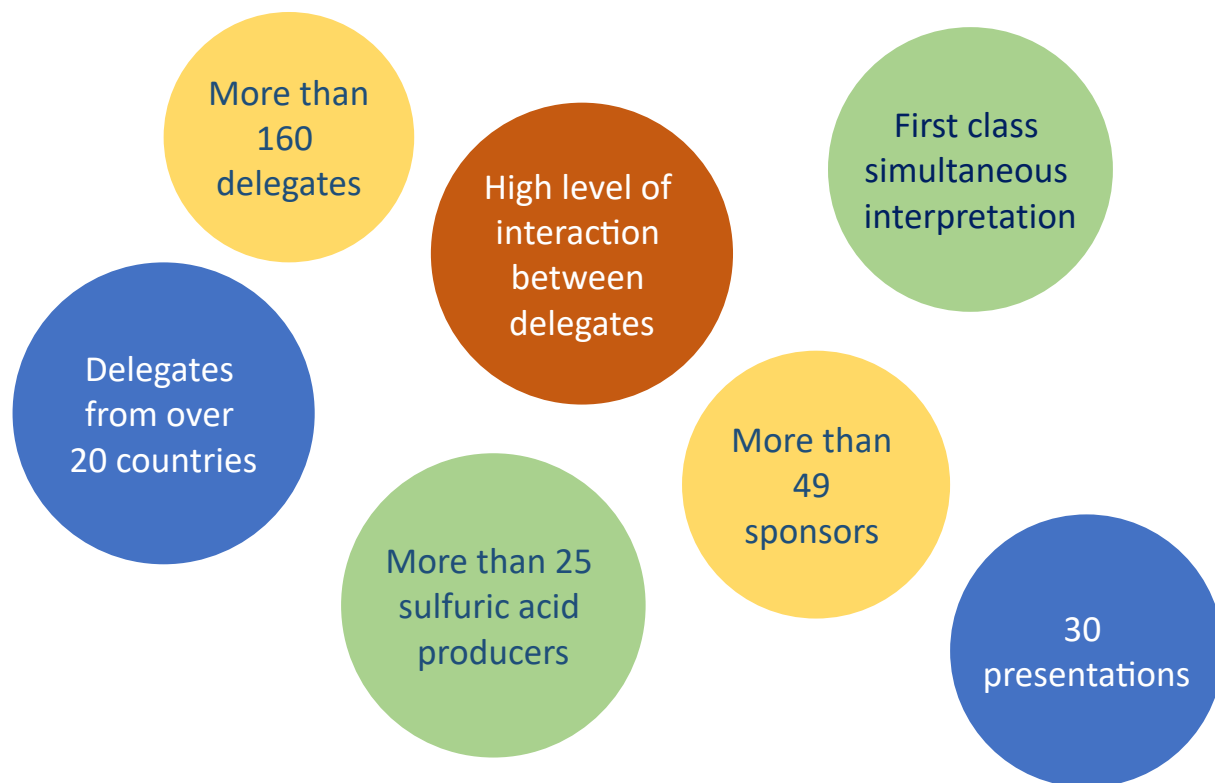 More than
160
delegates
High level of
interaction
between
delegates
First class
simultaneous
interpretation
Delegates
from over
20 countries
More than
49
sponsors
More than 25
sulfuric acid
producers
30
presentations